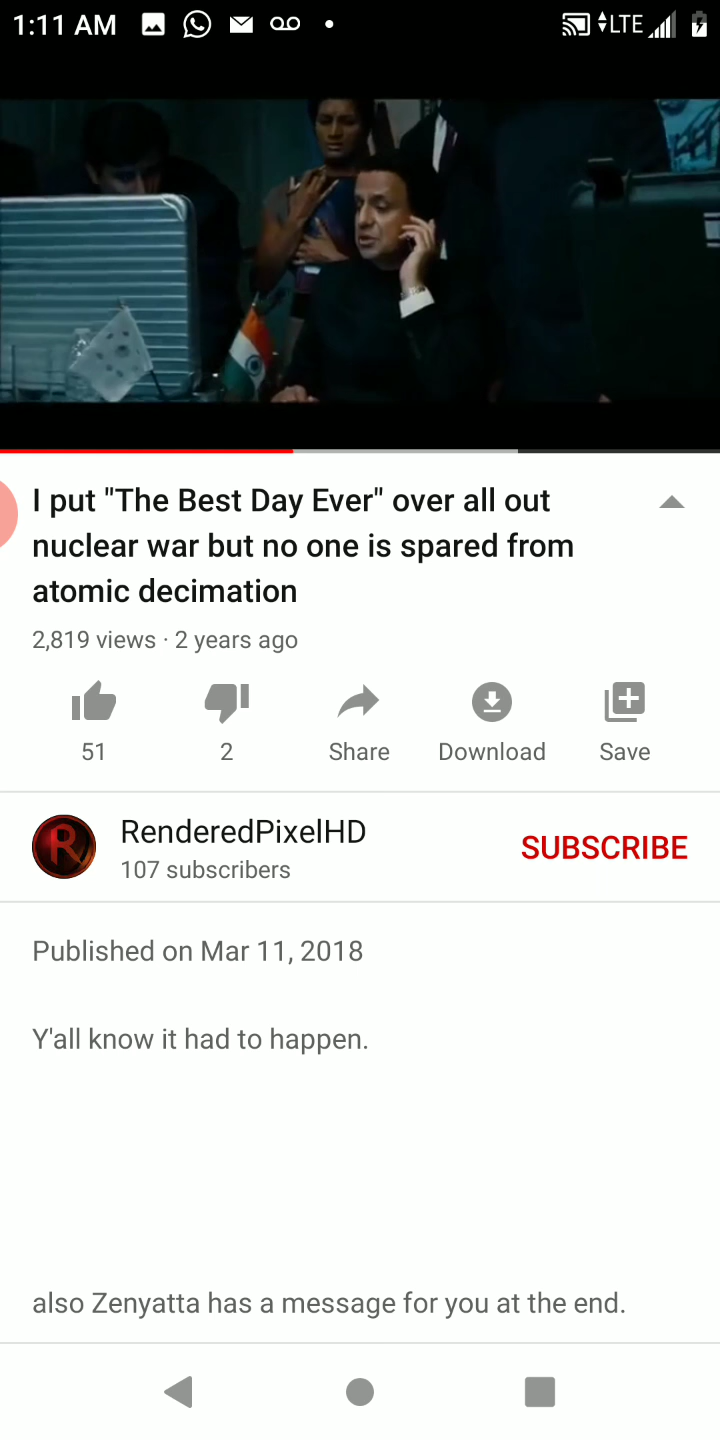 1:11 AM
LTE
I put "The Best Day Ever" over all out
nuclear war but no one is spared from
atomic decimation
2,819 views · 2 years ago
51
2
Share
Download
Save
R
RenderedPixelHD
107 subscribers
SUBSCRIBE
Published on Mar 11, 2018
Y'all know it had to happen.
also Zenyatta has a message for you at the end.